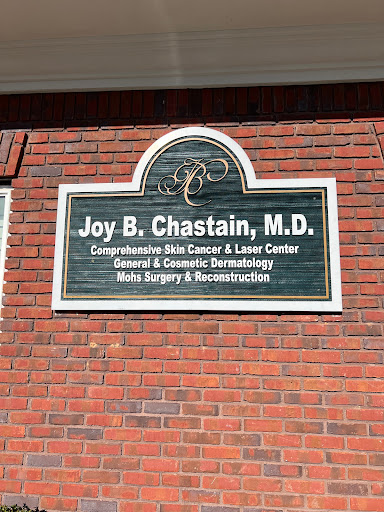 Joy B. Chastain, M.D.
Comprehensive Skin Cancer & Laser Center
General & Cosmetic Dermatology
Mohs Surgery & Reconstruction